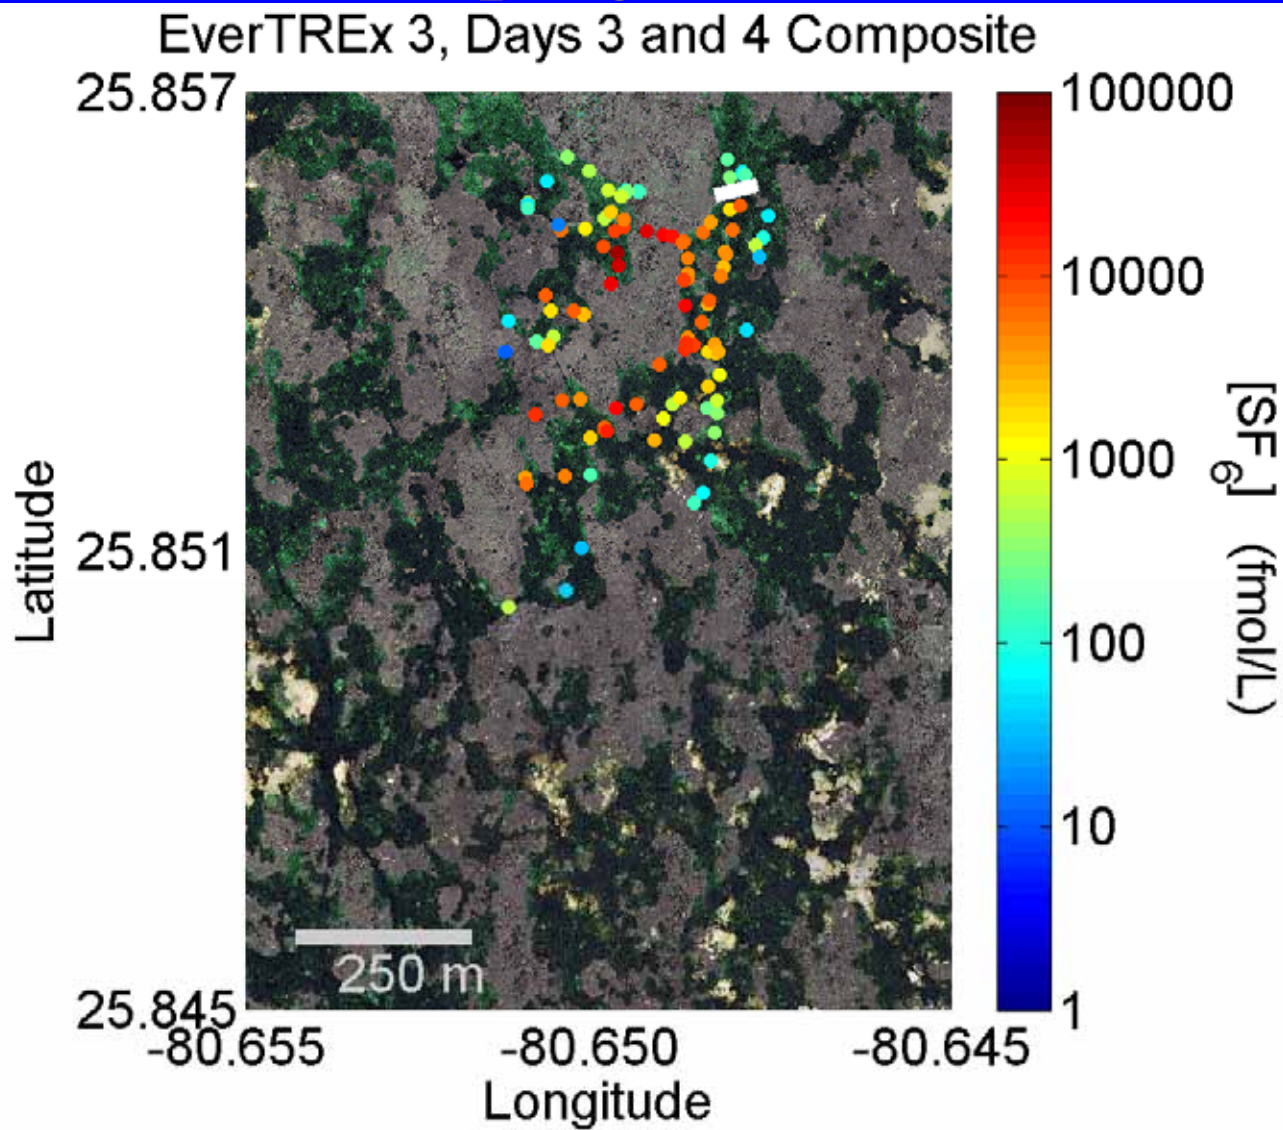 EverTREx 3, Days 3 and 4 Composite
25.857
25.851
25.845
Latitude
-80.655
-80.650
-80.645
Longitude
250 m
100000
10000
1000
100
10
1
[SF6] (fmol/L)